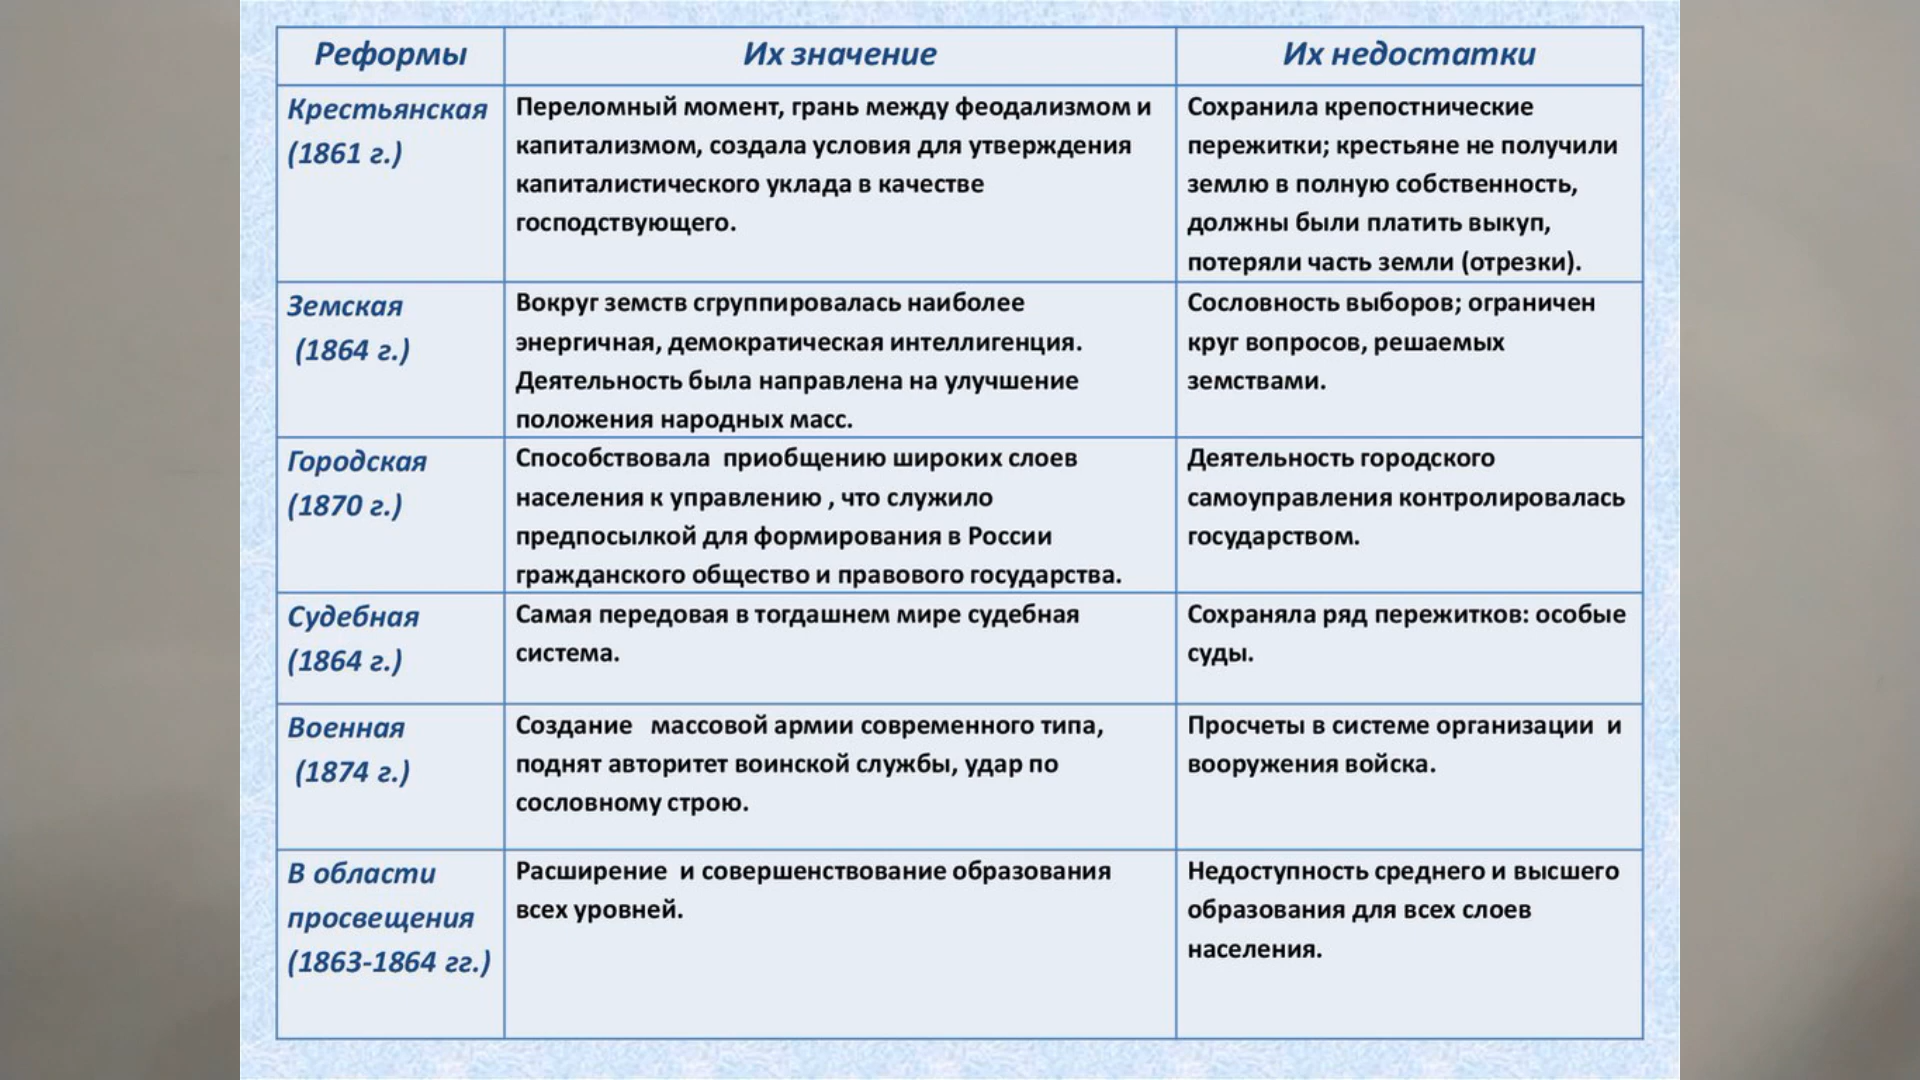 Реформы
Их значение
Их недостатки
Крестьянская
(1861 г.)
Переломный момент, грань между феодализмом и
капитализмом, создала условия для утверждения
капиталистического уклада в качестве
господствующего.
Сохранила крепостнические
пережитки; крестьяне не получили
землю в полную собственность,
должны были платить выкуп,
потеряли часть земли (отрезки).
Земская
(1864 г.)
Вокруг земств сгруппировалась наиболее
энергичная, демократическая интеллигенция.
Деятельность была направлена на улучшение
положения народных масс.
Сословность выборов; ограничен
круг вопросов, решаемых
земствами.
Городская
(1870 г.)
Способствовала приобщению широких слоев
населения к управлению , что служило
предпосылкой для формирования в России
гражданского общество и правового государства.
Деятельность городского
самоуправления контролировалась
государством.
Судебная
(1864 г.)
Самая передовая в тогдашнем мире судебная
система.
Сохраняла ряд пережитков: особые
суды.
Военная
(1874 г.)
Создание массовой армии современного типа,
поднят авторитет воинской службы, удар по
сословному строю.
Просчеты в системе организации и
вооружения войска.
В области
просвещения
(1863-1864 гг.)
Расширение и совершенствование образования
всех уровней.
Недоступность среднего и высшего
образования для всех слоев
населения.